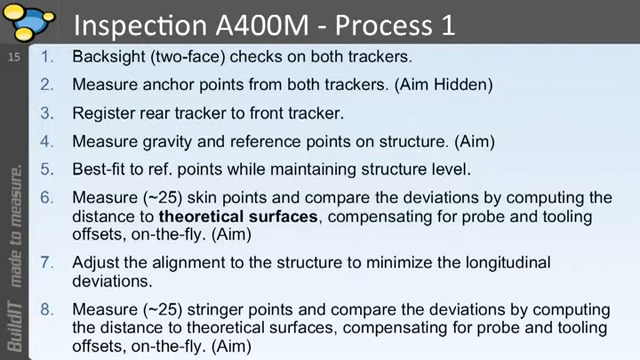 Inspection A400M - Process 1
15
1. Backsight (two-face) checks on both trackers.
2. Measure anchor points from both trackers. (Aim Hidden)
3. Register rear tracker to front tracker.
4. Measure gravity and reference points on structure. (Aim)
5. Best-fit to ref. points while maintaining structure level.
6. Measure (~25) skin points and compare the deviations by computing the
distance to theoretical surfaces, compensating for probe and tooling
offsets, on-the-fly. (Aim)
7. Adjust the alignment to the structure to minimize the longitudinal
deviations.
8. Measure (~25) stringer points and compare the deviations by computing
the distance to theoretical surfaces, compensating for probe and tooling
offsets, on-the-fly. (Aim)
BuildIT made to measure.